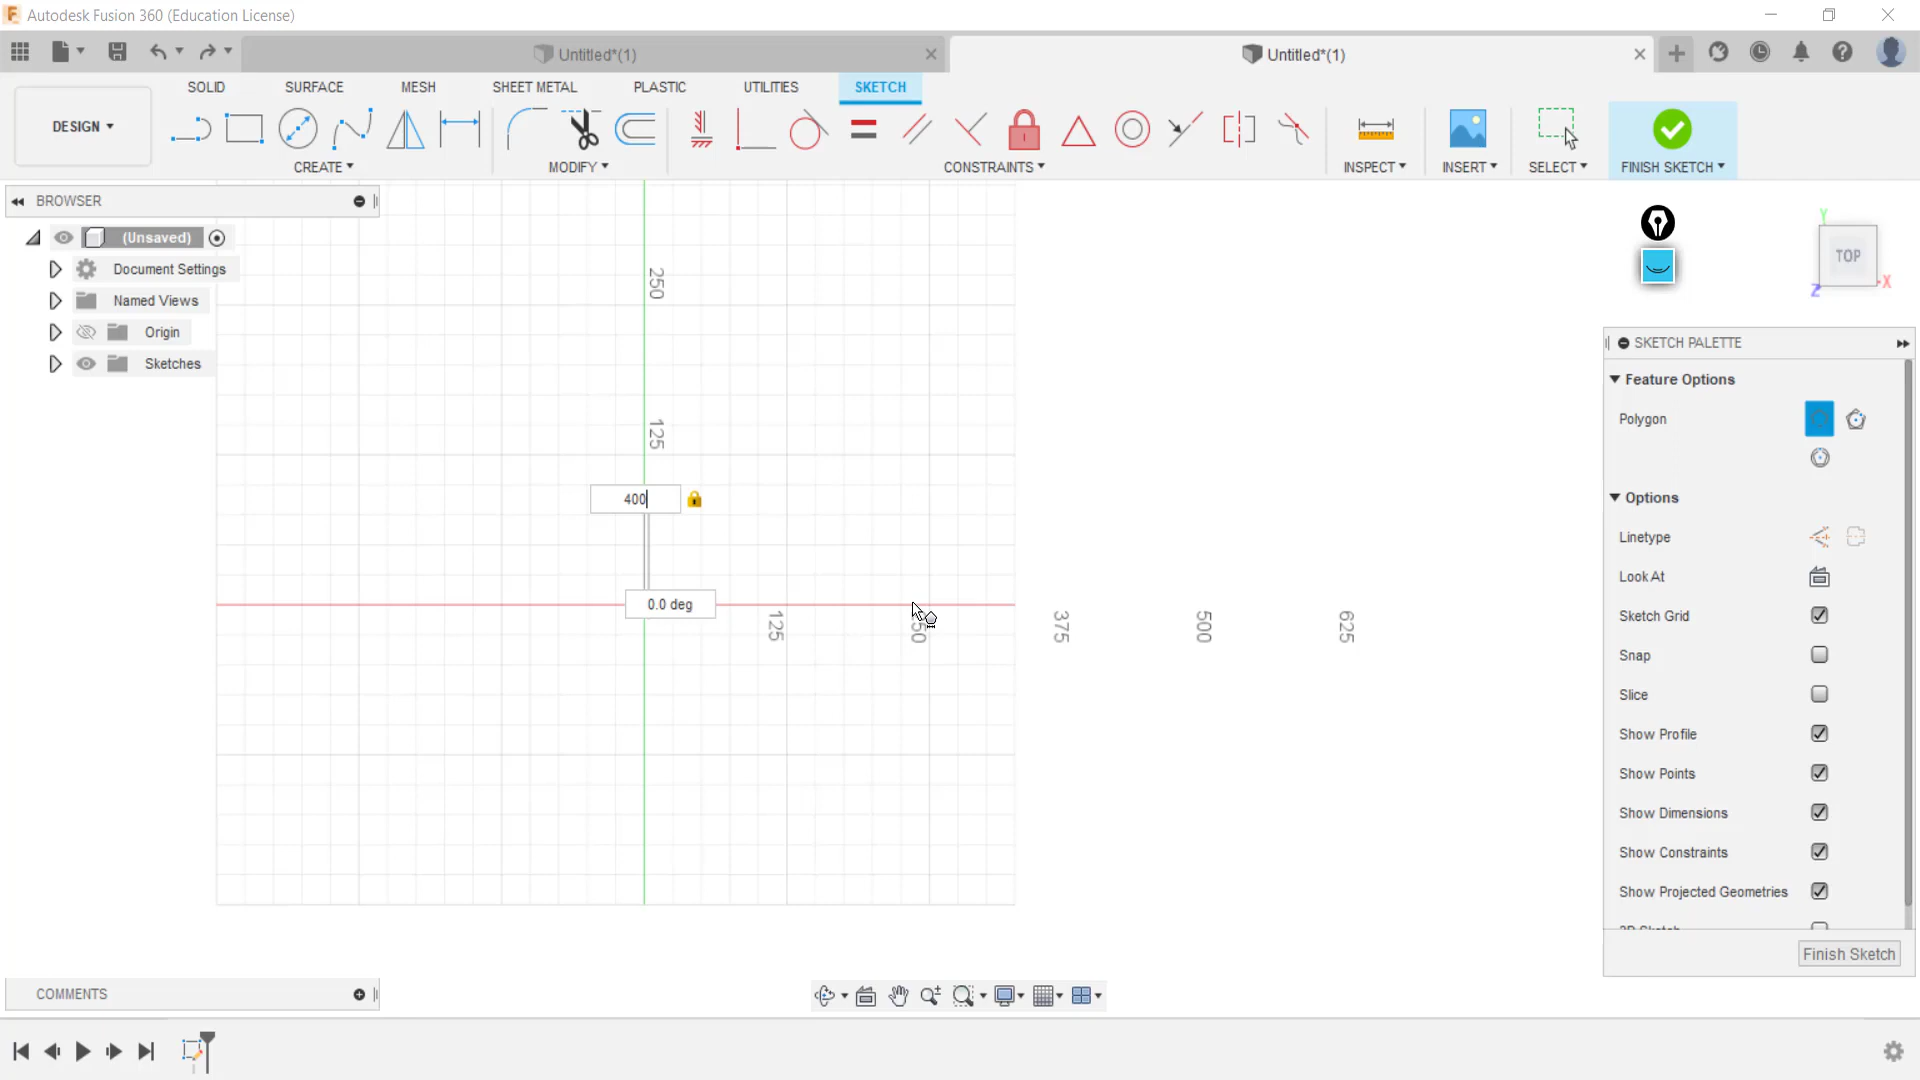 Autodesk Fusion 360 (Education License)
Untitled*(1)
Untitled*(1)
SOLID SURFACE MESH SHEET METAL PLASTIC UTILITIES SKETCH
DESIGN
CREATE MODIFY CONSTRAINTS INSPECT INSERT SELECT FINISH SKETCH
BROWSER
(Unsaved)
Document Settings
Named Views
Origin
Sketches
250
125
400
0.0 deg
125
375
500
625
Y
TOP
X
Z
SKETCH PALETTE
Feature Options
Polygon
Options
Linetype
Look At
Sketch Grid
Snap
Slice
Show Profile
Show Points
Show Dimensions
Show Constraints
Show Projected Geometries
Finish Sketch
COMMENTS